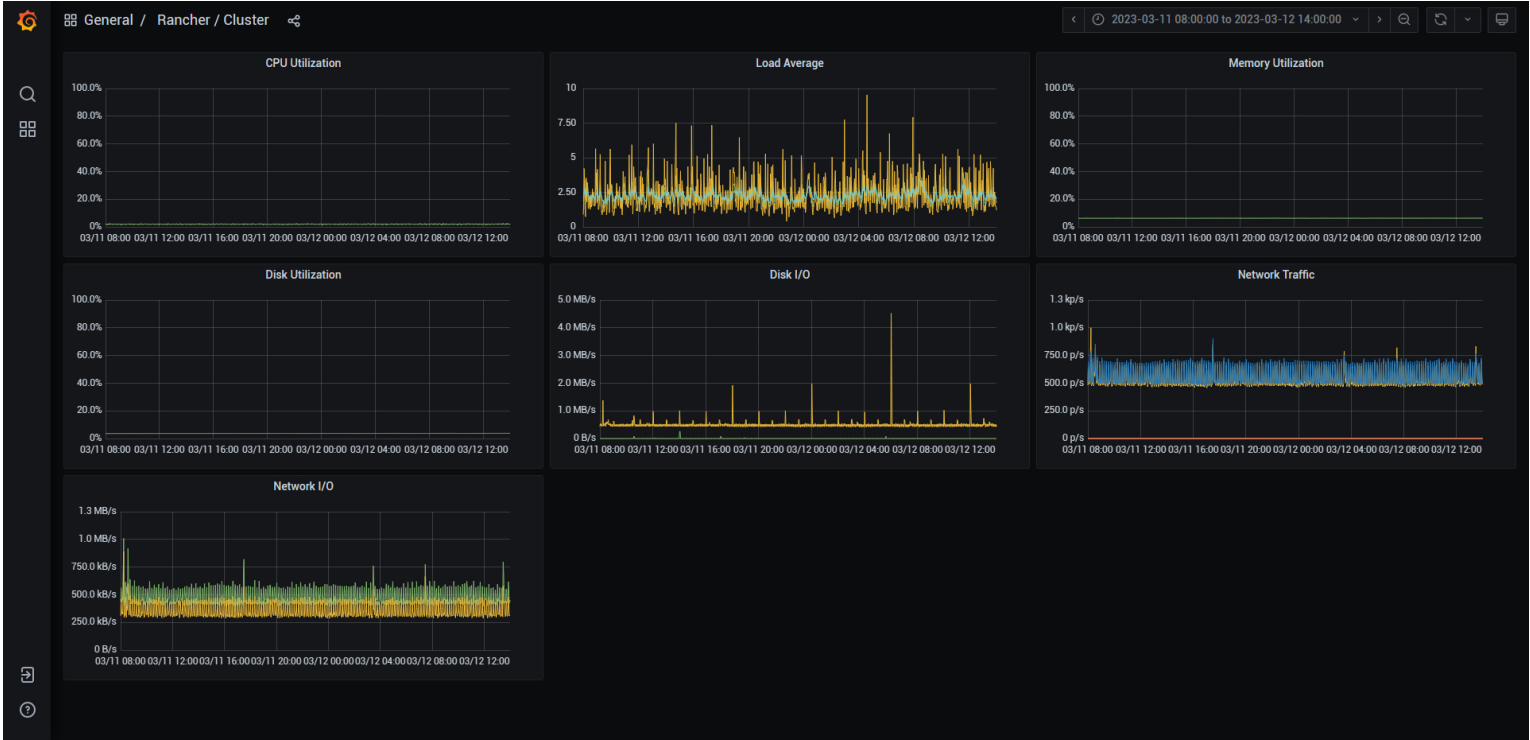 General / Rancher / Cluster
2023-03-11 08:00:00 to 2023-03-12 14:00:00
CPU Utilization
100.0%
80.0%
60.0%
40.0%
20.0%
0%
03/11 08:00 03/11 12:00 03/11 16:00 03/11 20:00 03/12 00:00 03/12 04:00 03/12 08:00 03/12 12:00
Load Average
10
7.50
5
2.50
0
03/11 08:00 03/11 12:00 03/11 16:00 03/11 20:00 03/12 00:00 03/12 04:00 03/12 08:00 03/12 12:00
Memory Utilization
100.0%
80.0%
60.0%
40.0%
20.0%
0%
03/11 08:00 03/11 12:00 03/11 16:00 03/11 20:00 03/12 00:00 03/12 04:00 03/12 08:00 03/12 12:00
Disk Utilization
100.0%
80.0%
60.0%
40.0%
20.0%
0%
03/11 08:00 03/11 12:00 03/11 16:00 03/11 20:00 03/12 00:00 03/12 04:00 03/12 08:00 03/12 12:00
Disk I/O
5.0 MB/s
4.0 MB/s
3.0 MB/s
2.0 MB/s
1.0 MB/s
0 B/s
03/11 08:00 03/11 12:00 03/11 16:00 03/11 20:00 03/12 00:00 03/12 04:00 03/12 08:00 03/12 12:00
Network Traffic
1.3 kp/s
1.0 kp/s
750.0 p/s
500.0 p/s
250.0 p/s
0 p/s
03/11 08:00 03/11 12:00 03/11 16:00 03/11 20:00 03/12 00:00 03/12 04:00 03/12 08:00 03/12 12:00
Network I/O
1.3 MB/s
1.0 MB/s
750.0 kB/s
500.0 kB/s
250.0 kB/s
0 B/s
03/11 08:00 03/11 12:00 03/11 16:00 03/11 20:00 03/12 00:00 03/12 04:00 03/12 08:00 03/12 12:00